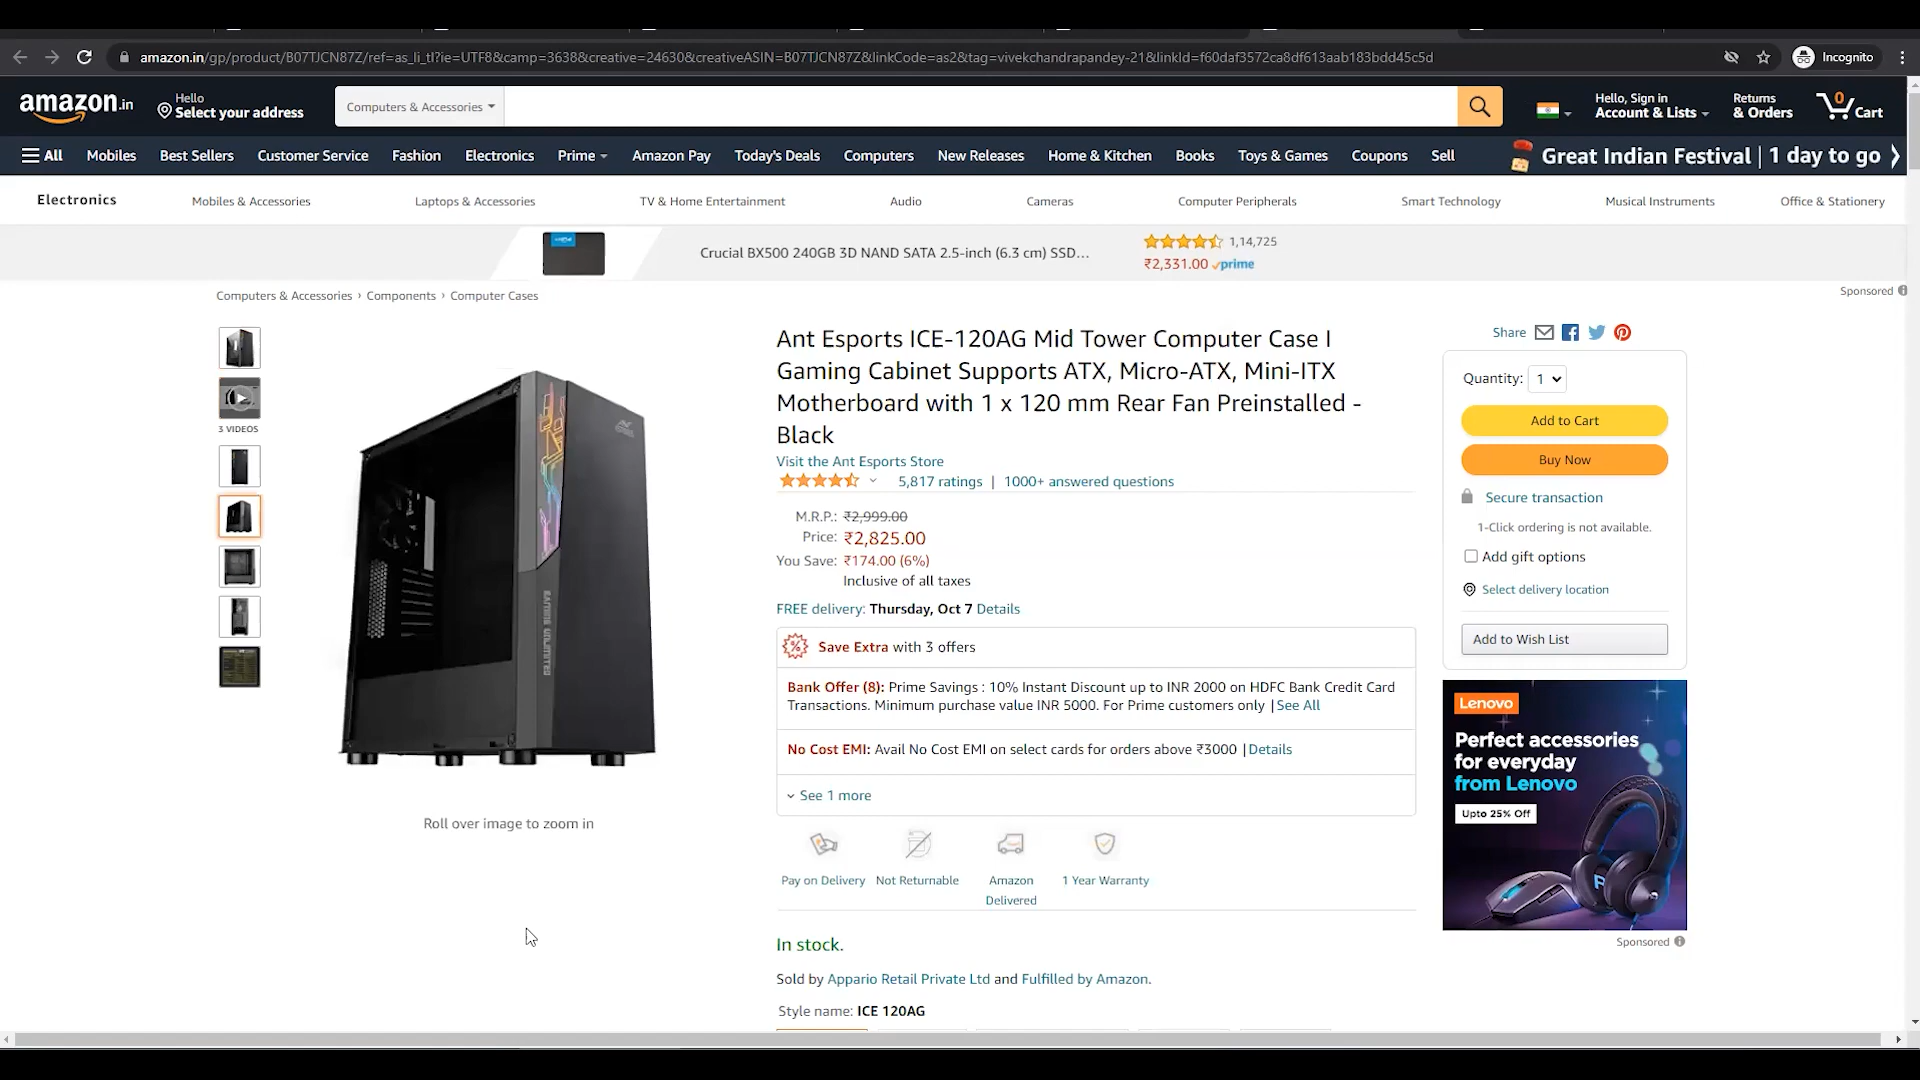 amazon.in/gp/product/B07TJCN87Z/ref=as_li_tl?ie=UTF8&camp=3638&creative=24630&creativeASIN=B07TJCN87Z&linkCode=as2&tag=vivekchandrapandey-21&linkId=f60daf3572ca8df613aab183bdd45c5d
Incognito
amazon.in
Hello
Select your address
Computers & Accessories
Hello, Sign in
Account & Lists
Returns
& Orders
0
Cart
All
Mobiles
Best Sellers
Customer Service
Fashion
Electronics
Prime
Amazon Pay
Today's Deals
Computers
New Releases
Home & Kitchen
Books
Toys & Games
Coupons
Sell
Great Indian Festival | 1 day to go
Electronics
Mobiles & Accessories
Laptops & Accessories
TV & Home Entertainment
Audio
Cameras
Computer Peripherals
Smart Technology
Musical Instruments
Office & Stationery
Crucial BX500 240GB 3D NAND SATA 2.5-inch (6.3 cm) SSD...
1,14,725
₹2,331.00 prime
Sponsored
Computers & Accessories › Components › Computer Cases
3 VIDEOS
GAMING UNLIMITED
Roll over image to zoom in
Ant Esports ICE-120AG Mid Tower Computer Case I
Gaming Cabinet Supports ATX, Micro-ATX, Mini-ITX
Motherboard with 1 x 120 mm Rear Fan Preinstalled -
Black
Visit the Ant Esports Store
5,817 ratings | 1000+ answered questions
M.R.P.: ₹2,999.00
Price: ₹2,825.00
You Save: ₹174.00 (6%)
Inclusive of all taxes
FREE delivery: Thursday, Oct 7 Details
Save Extra with 3 offers
Bank Offer (8): Prime Savings : 10% Instant Discount up to INR 2000 on HDFC Bank Credit Card
Transactions. Minimum purchase value INR 5000. For Prime customers only | See All
No Cost EMI: Avail No Cost EMI on select cards for orders above ₹3000 | Details
See 1 more
Pay on Delivery
Not Returnable
Amazon
Delivered
1 Year Warranty
In stock.
Sold by Appario Retail Private Ltd and Fulfilled by Amazon.
Style name: ICE 120AG
Share
Quantity: 1
Add to Cart
Buy Now
Secure transaction
1-Click ordering is not available.
Add gift options
Select delivery location
Add to Wish List
Lenovo
Perfect accessories
for everyday
from Lenovo
Upto 25% Off
Sponsored